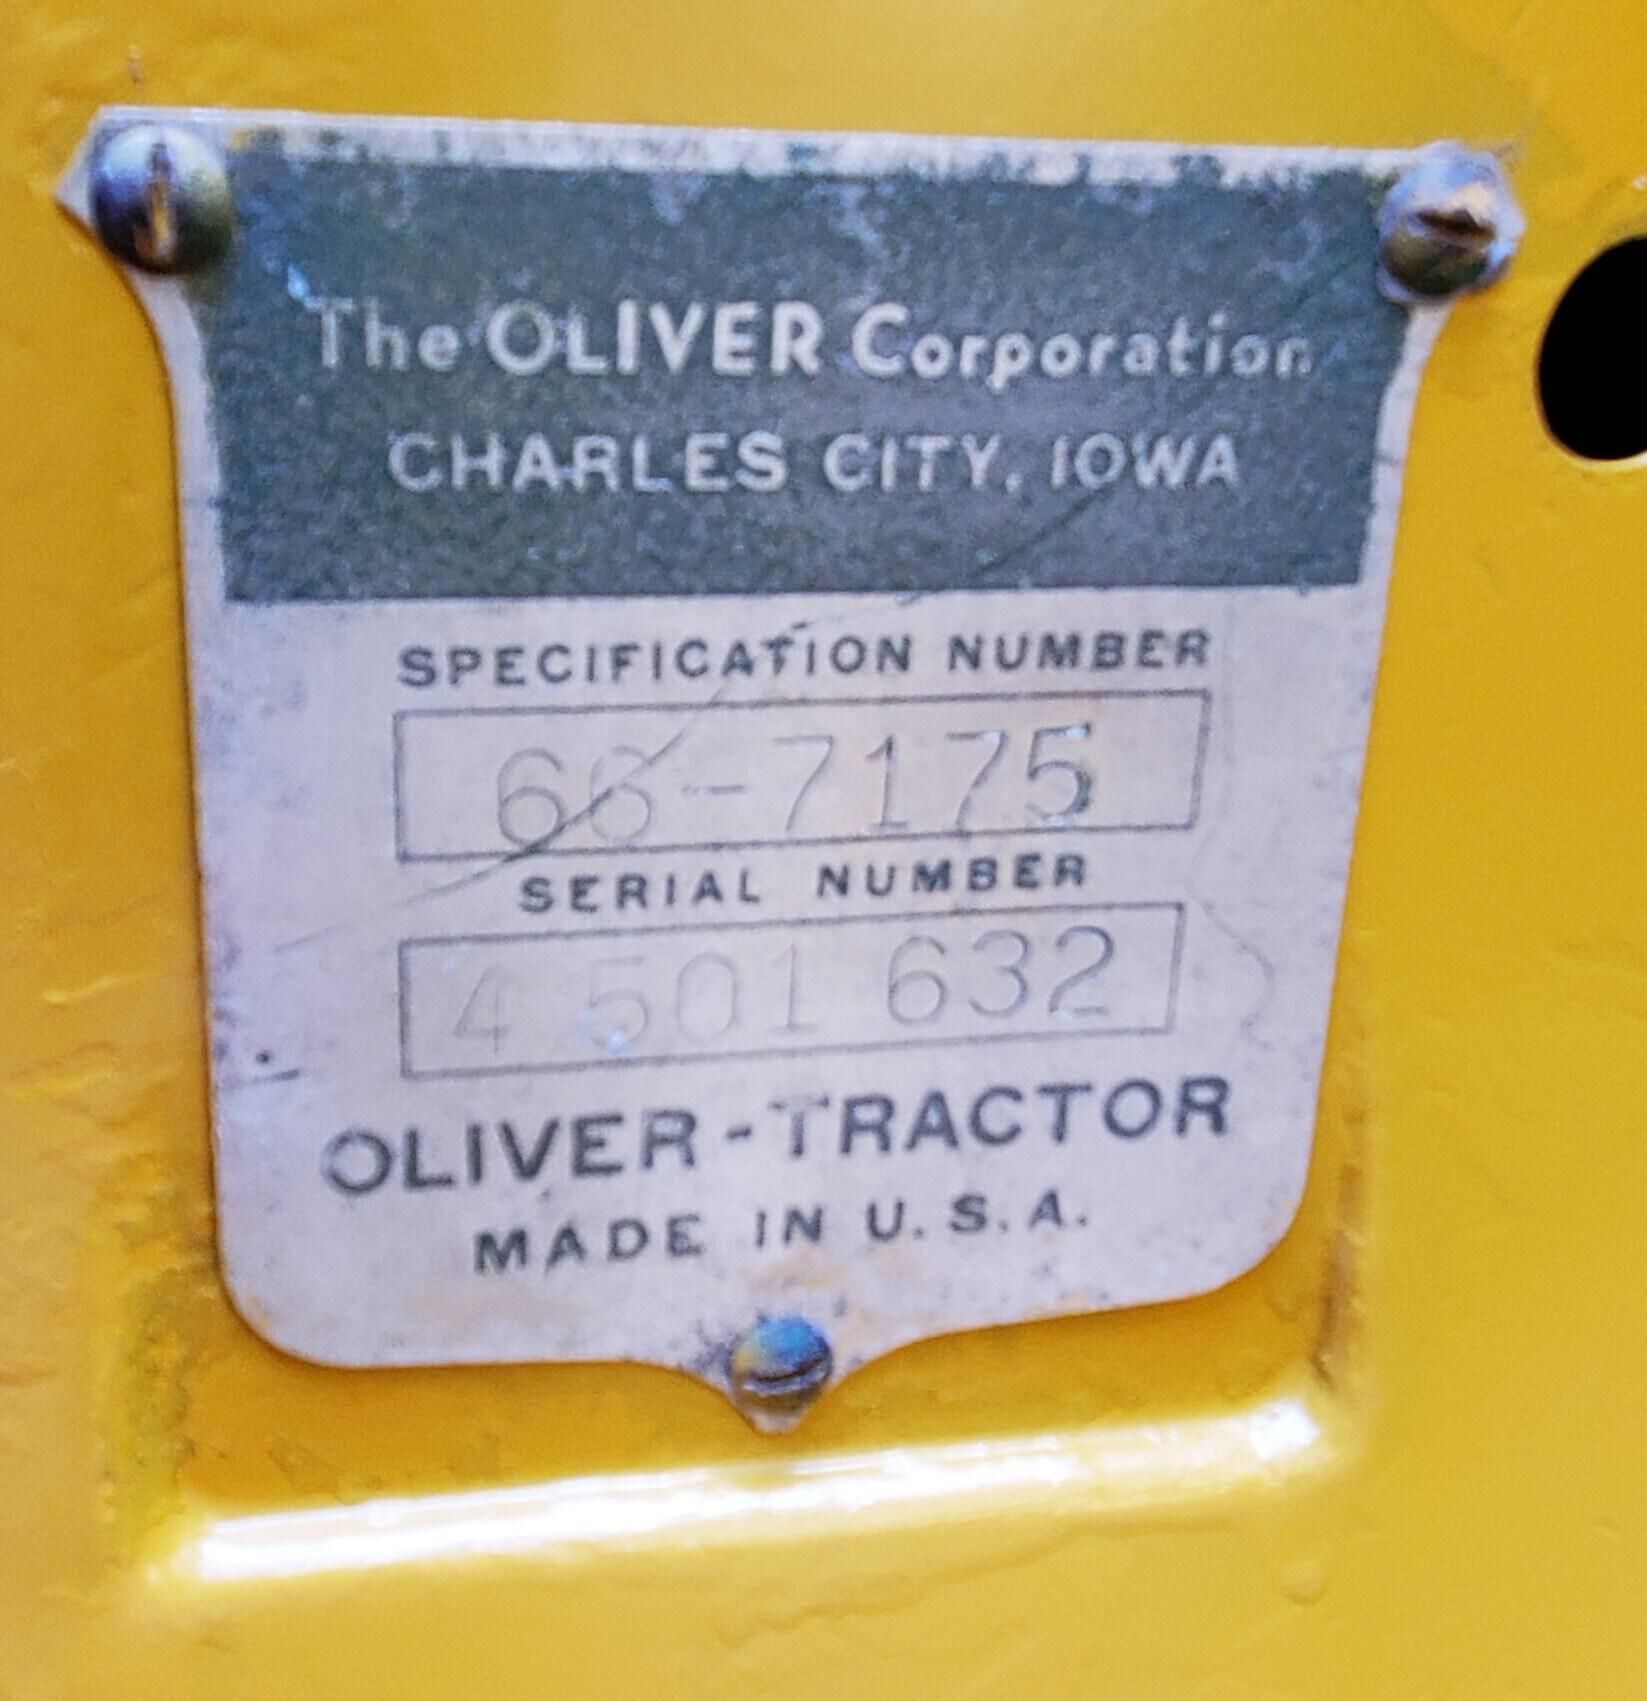 The OLIVER Corporation
CHARLES CITY, IOWA
SPECIFICATION NUMBER
66-7175
SERIAL NUMBER
4 501 632
OLIVER-TRACTOR
MADE IN U.S.A.